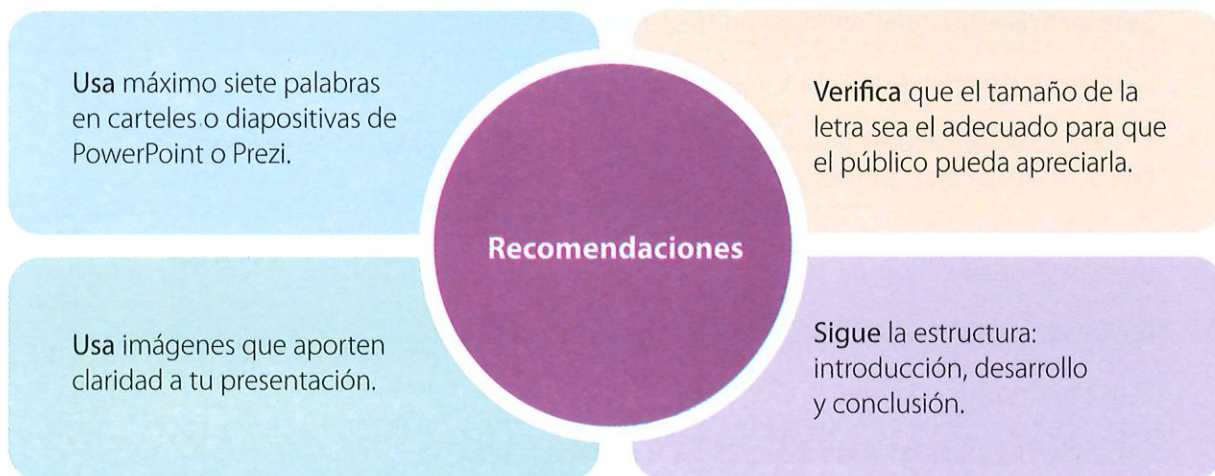 Usa máximo siete palabras
en carteles o diapositivas de
PowerPoint o Prezi.
Verifica que el tamaño de la
letra sea el adecuado para que
el público pueda apreciarla.
Recomendaciones
Usa imágenes que aporten
claridad a tu presentación.
Sigue la estructura:
introducción, desarrollo
y conclusión.